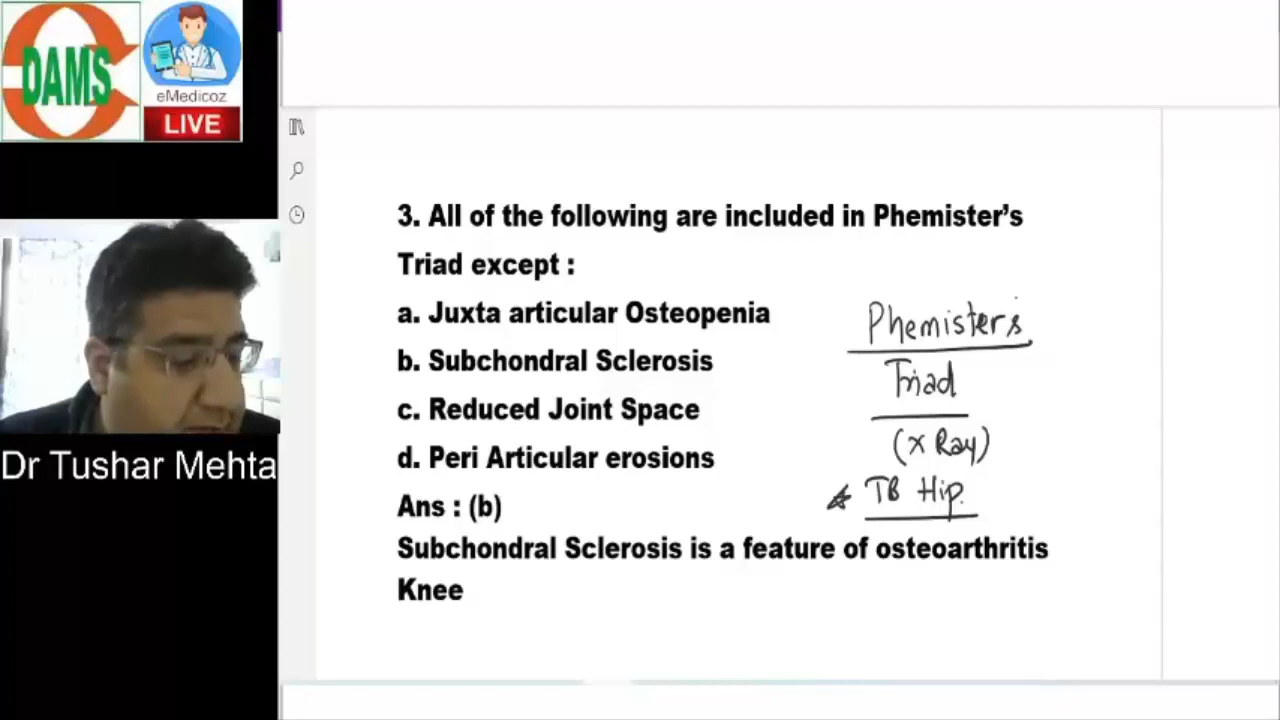 DAMS
eMedicoz
LIVE
Dr Tushar Mehta
3. All of the following are included in Phemister's
Triad except :
a. Juxta articular Osteopenia
b. Subchondral Sclerosis
c. Reduced Joint Space
d. Peri Articular erosions
Ans : (b)
Subchondral Sclerosis is a feature of osteoarthritis
Knee
Phemister's
Triad
(X Ray)
TB Hip.